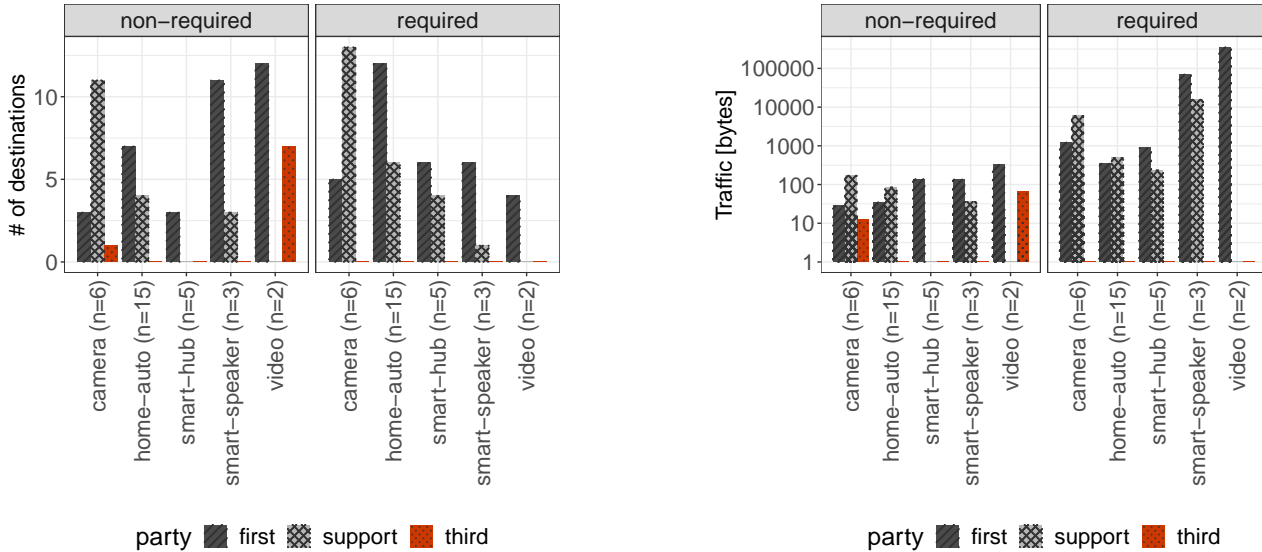 non−required required
# of destinations
0
5
10
camera (n=6)
home−auto (n=15)
smart−hub (n=5)
smart−speaker (n=3)
video (n=2)
camera (n=6)
home−auto (n=15)
smart−hub (n=5)
smart−speaker (n=3)
video (n=2)
party first support third
non−required required
Traffic [bytes]
1
10
100
1000
10000
100000
camera (n=6)
home−auto (n=15)
smart−hub (n=5)
smart−speaker (n=3)
video (n=2)
camera (n=6)
home−auto (n=15)
smart−hub (n=5)
smart−speaker (n=3)
video (n=2)
party first support third